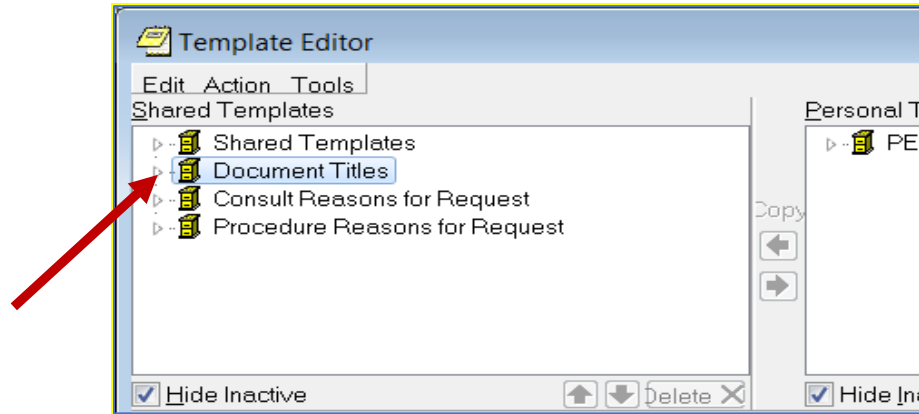 Template Editor
Edit Action Tools
Shared Templates
Personal T
Shared Templates
PE
Document Titles
Consult Reasons for Request
Procedure Reasons for Request
Copy
Hide Inactive
Delete
Hide Ina